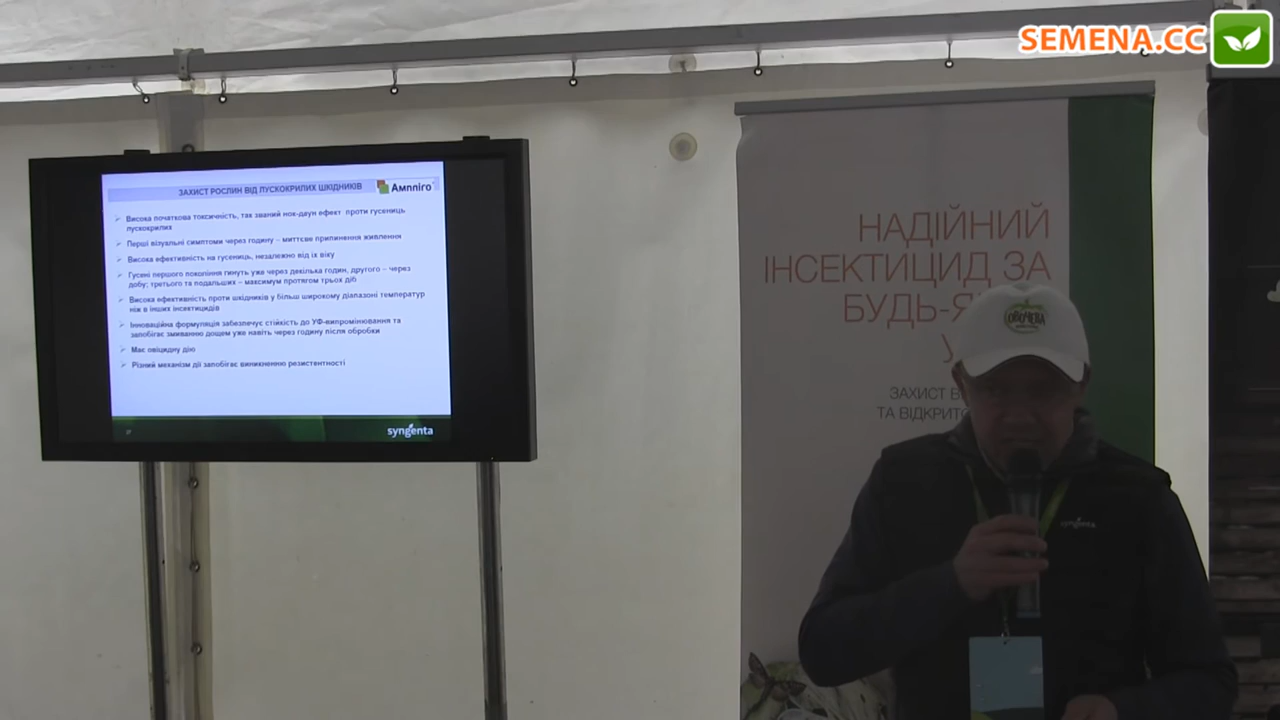 SEMENA.CC
ЗАХИСТ РОСЛИН ВІД ЛУСКОКРИЛИХ ШКІДНИКІВ
Ампліго
Висока початкова токсичність, так званий нок-даун ефект проти гусениць
лускокрилих
Перші візуальні симптоми через годину – миттєве припинення живлення
Висока ефективність на гусениць, незалежно від їх віку
Гусені першого покоління гинуть уже через декілька годин, другого – через
добу; третього та подальших – максимум протягом трьох діб
Висока ефективність проти шкідників у більш широкому діапазоні температур
ніж в інших інсектицидів
Інноваційна формуляція забезпечує стійкість до УФ-випромінювання та
запобігає змиванню дощем уже навіть через годину після обробки
Має овіцидну дію
Різний механізм дії запобігає виникненню резистентності
syngenta
НАДІЙНИЙ
ІНСЕКТИЦИД ЗА
БУДЬ-Я
У
ЗАХИСТ В
ТА ВІДКРИТО
ОВОЧЕВА
syngenta